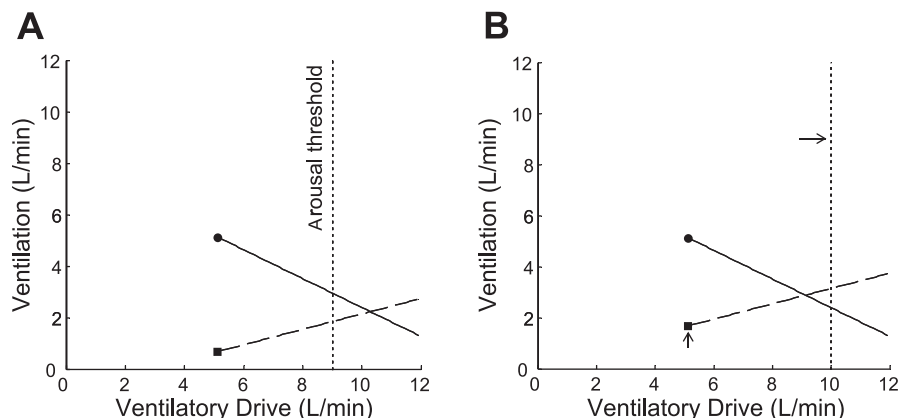 A
Ventilation (L/min)
12
10
8
6
4
2
0
0 2 4 6 8 10 12
Ventilatory Drive (L/min)
Arousal threshold
B
Ventilation (L/min)
12
10
8
6
4
2
0
0 2 4 6 8 10 12
Ventilatory Drive (L/min)